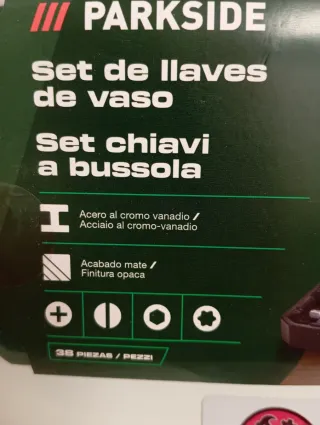 PARKSIDE
Set de llaves
de vaso
Set chiavi
a bussola
Acero al cromo vanadio /
Acciaio al cromo-vanadio
Acabado mate /
Finitura opaca
38 PIEZAS / PEZZI